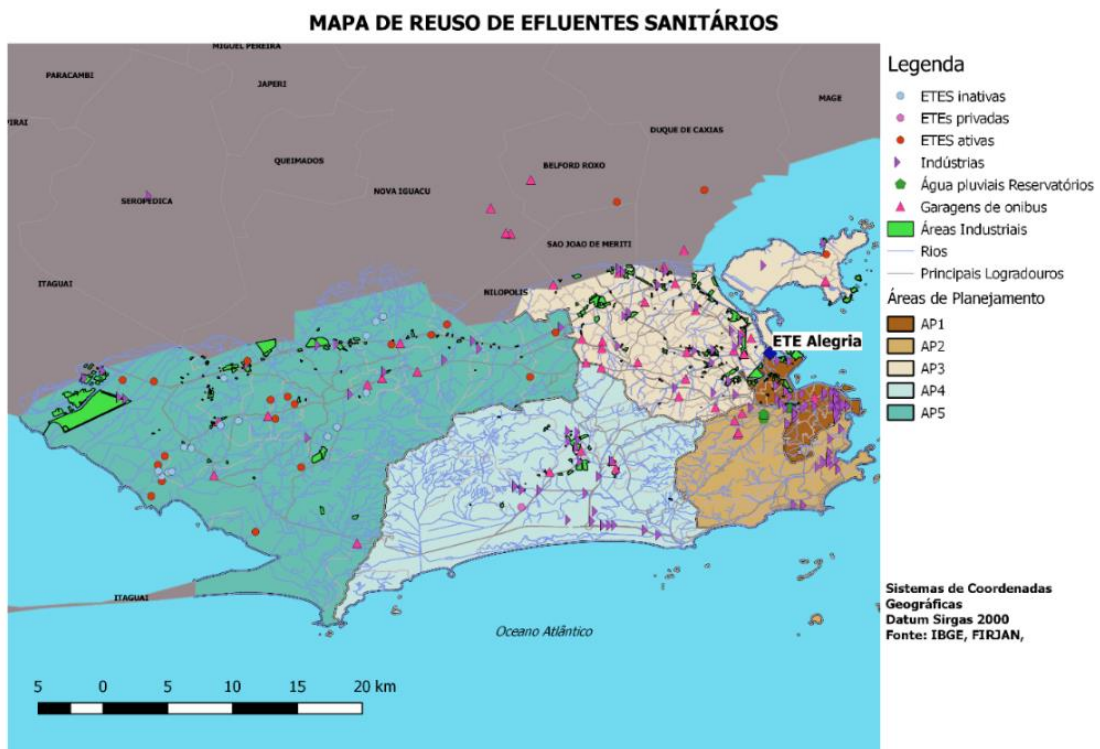 MAPA DE REUSO DE EFLUENTES SANITÁRIOS
MIGUEL PEREIRA
PARACAMBI
JAPERI
MAGE
PIRAI
DUQUE DE CAXIAS
QUEIMADOS
BELFORD ROXO
NOVA IGUACU
SEROPEDICA
SAO JOAO DE MERITI
ITAGUAI
NILOPOLIS
ETE Alegria
ITAGUAI
Oceano Atlântico
5 0 5 10 15 20 km
Legenda
ETES inativas
ETEs privadas
ETES ativas
Indústrias
Água pluviais Reservatórios
Garagens de onibus
Áreas Industriais
Rios
Principais Logradouros
Áreas de Planejamento
AP1
AP2
AP3
AP4
AP5
Sistemas de Coordenadas
Geográficas
Datum Sirgas 2000
Fonte: IBGE, FIRJAN,